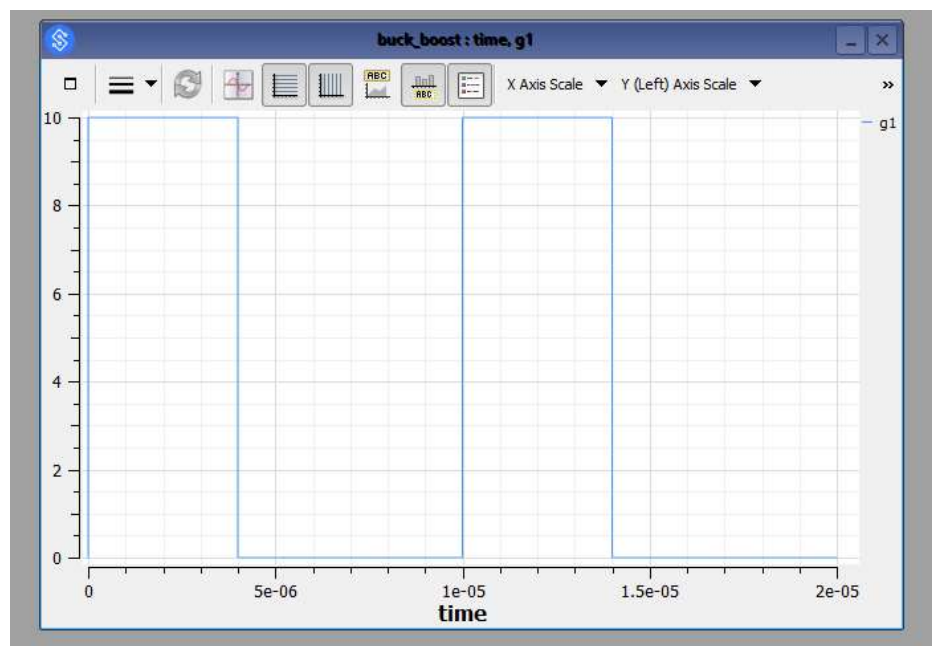 buck_boost : time, g1
ABC
ABC
X Axis Scale
Y (Left) Axis Scale
»
10
g1
8
6
4
2
0
0
5e-06
1e-05
1.5e-05
2e-05
time